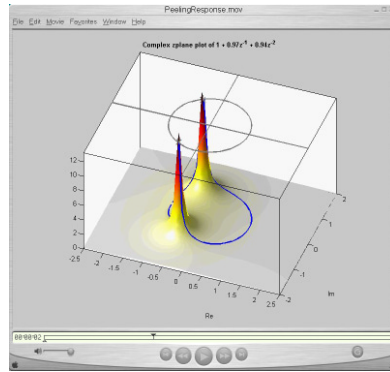 PeelingResponse.mov
File Edit Movie Favorites Window Help
Complex zplane plot of 1 + 0.97z^-1 + 0.94z^-2
12
10
8
6
4
2
0
-2.5 -2 -1.5 -1 -0.5 0 0.5 1 1.5 2 2.5
Re
-2 -1 0 1 2
Im
00:00:02